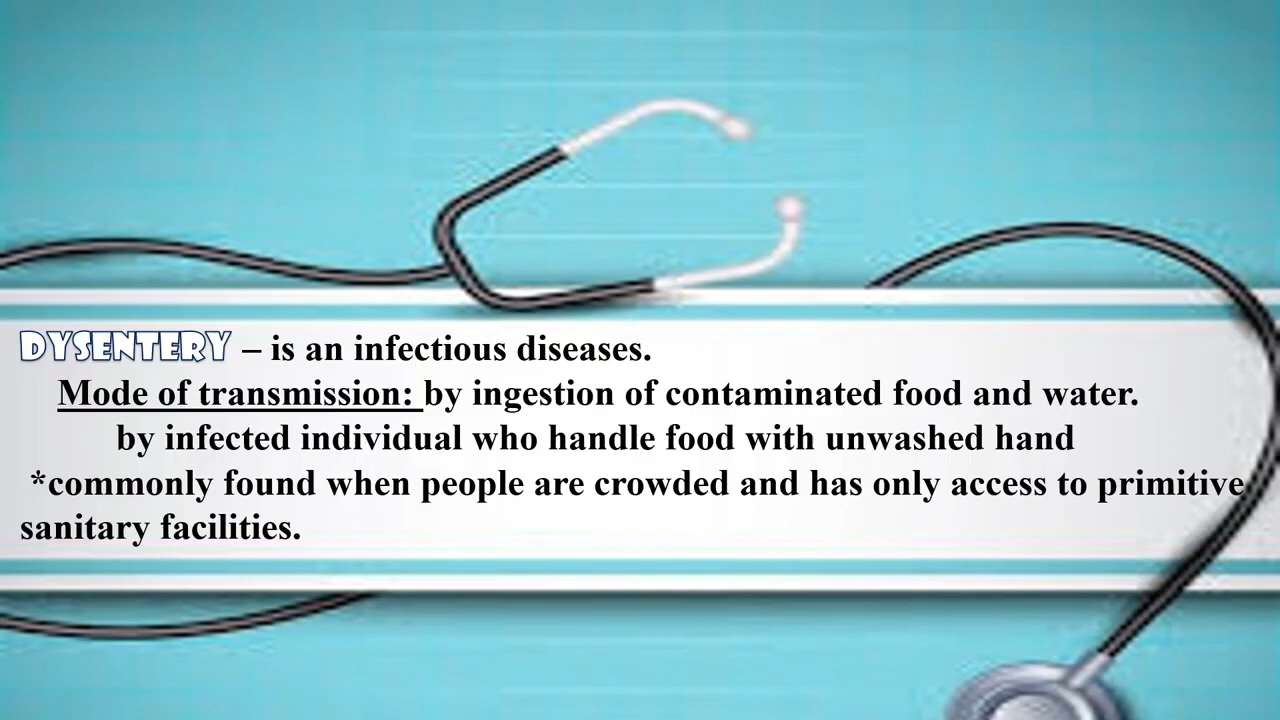 DYSENTERY – is an infectious diseases.
Mode of transmission: by ingestion of contaminated food and water.
by infected individual who handle food with unwashed hand
*commonly found when people are crowded and has only access to primitive
sanitary facilities.